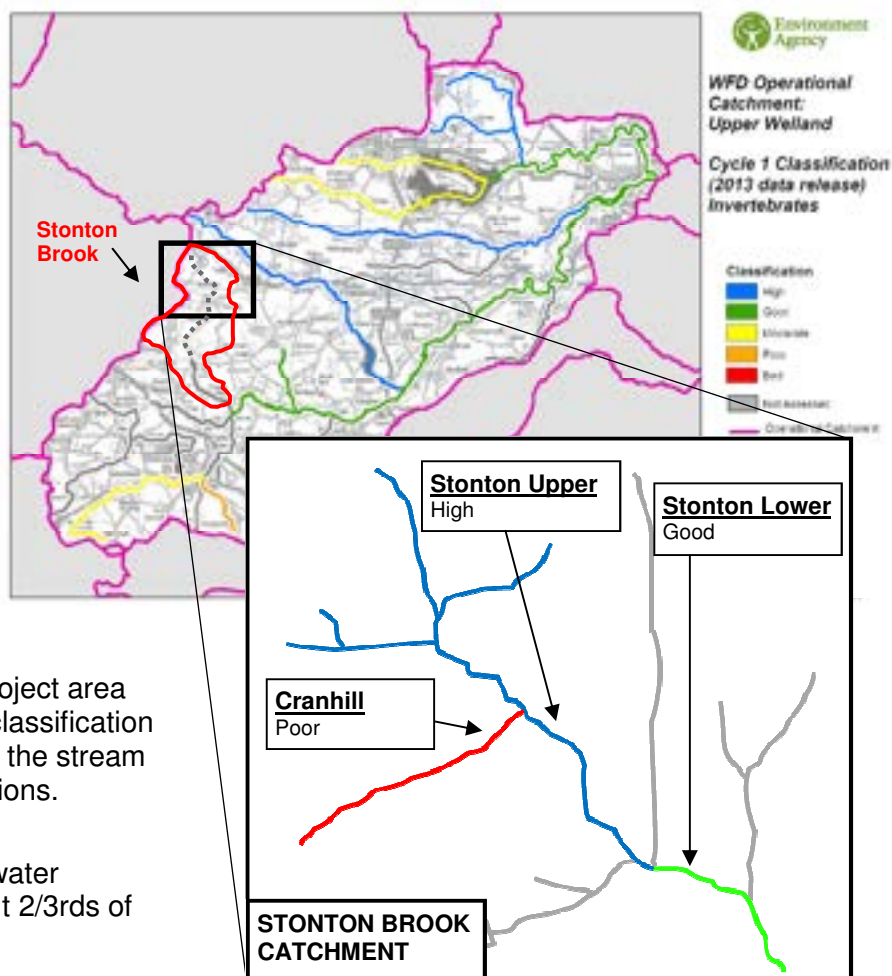 Environment
Agency
WFD Operational
Catchment:
Upper Welland
Cycle 1 Classification
(2013 data release)
Invertebrates
Stonton
Brook
Classification
High
Good
Moderate
Poor
Bad
Not Assessed
Operational Catchment
Stonton Upper
High
Stonton Lower
Good
Cranhill
Poor
STONTON BROOK
CATCHMENT
oject area
classification
the stream
ions.
water
t 2/3rds of